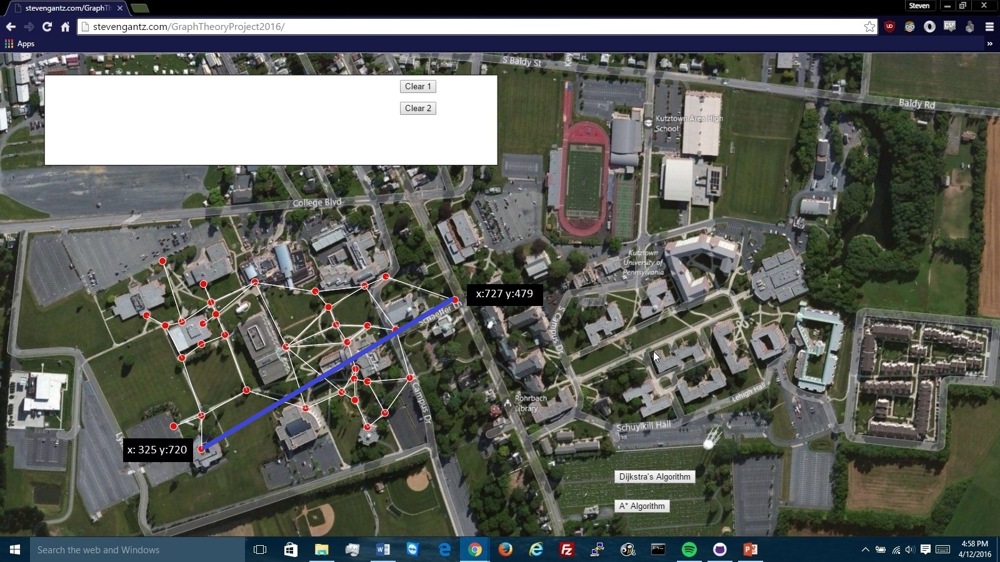 stevengantz.com/GraphTh
Steven
stevengantz.com/GraphTheoryProject2016/
Apps
»
S Baldy St
Key
Clear 1
Clear 2
Baldy Rd
Kutztown Area High
School
College Blvd
Kutztown
University of
Pennsylvania
x:727 y:479
Schaeffer Ln
S Campus Dr
Campus Dr
Rohrbach
Library
Lehigh Hall
Schuylkill Hall
x: 325 y:720
Dijkstra's Algorithm
A* Algorithm
Search the web and Windows
4:58 PM
4/12/2016